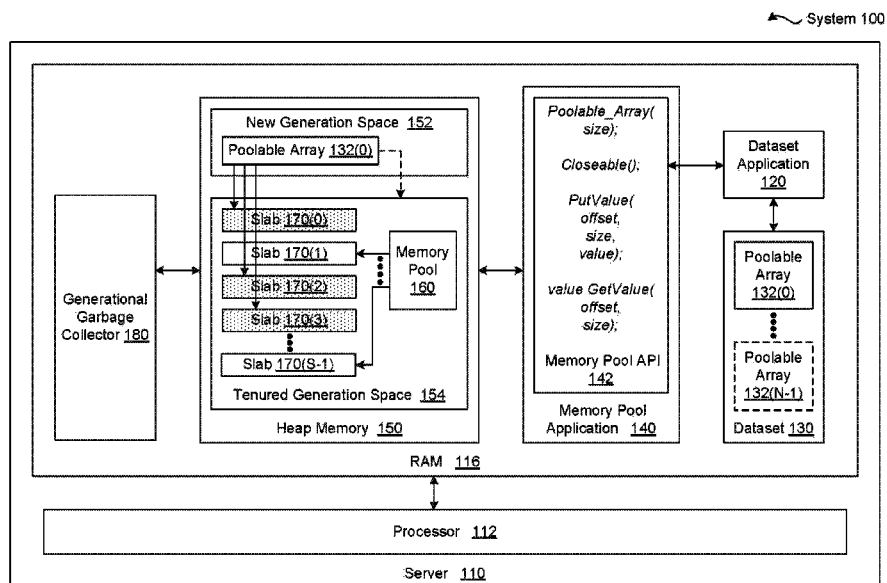 System 100
New Generation Space 152
Poolable Array 132(0)
Slab 170(0)
Slab 170(1)
Slab 170(2)
Slab 170(3)
Slab 170(S-1)
Memory
Pool
160
Tenured Generation Space 154
Heap Memory 150
Generational
Garbage
Collector 180
Poolable_Array(
size);
Closeable();
PutValue(
offset,
size,
value);
value GetValue(
offset,
size);
Memory Pool API
142
Memory Pool
Application 140
Dataset
Application
120
Poolable
Array
132(0)
Poolable
Array
132(N-1)
Dataset 130
RAM 116
Processor 112
Server 110